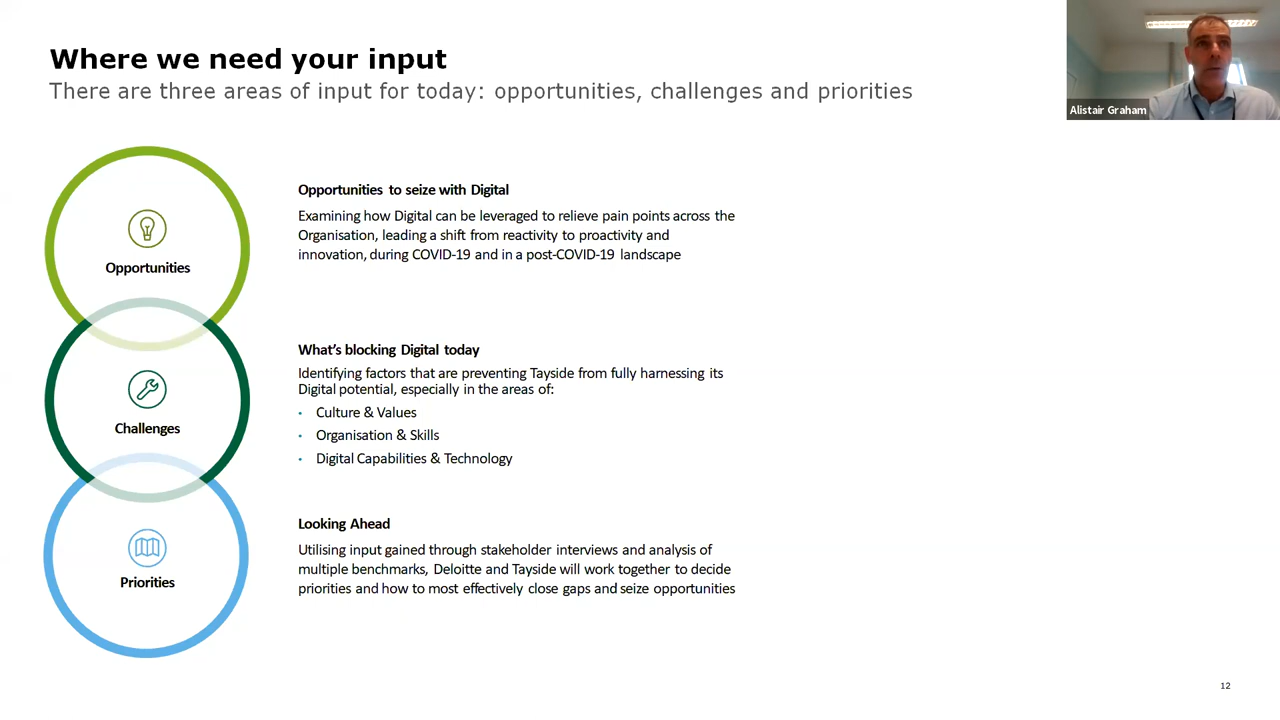 Where we need your input
There are three areas of input for today: opportunities, challenges and priorities
Alistair Graham
Opportunities
Opportunities to seize with Digital
Examining how Digital can be leveraged to relieve pain points across the
Organisation, leading a shift from reactivity to proactivity and
innovation, during COVID-19 and in a post-COVID-19 landscape
Challenges
What's blocking Digital today
Identifying factors that are preventing Tayside from fully harnessing its
Digital potential, especially in the areas of:
• Culture & Values
• Organisation & Skills
• Digital Capabilities & Technology
Priorities
Looking Ahead
Utilising input gained through stakeholder interviews and analysis of
multiple benchmarks, Deloitte and Tayside will work together to decide
priorities and how to most effectively close gaps and seize opportunities
12